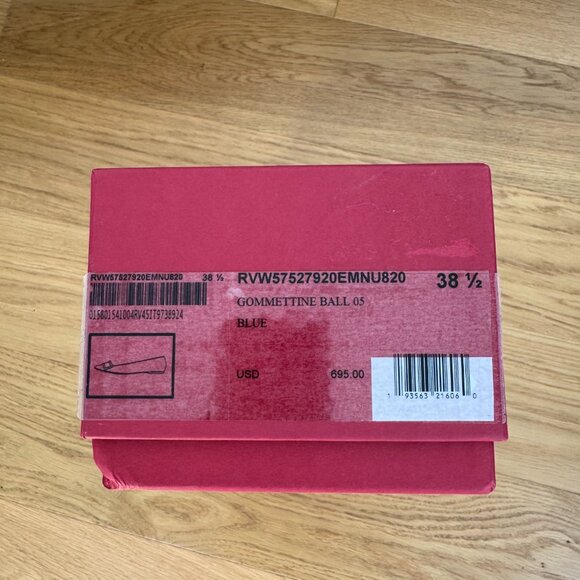 RVW57527920EMNU820 38 ½
015801541004RV45IT9738924
RVW57527920EMNU820 38 ½
GOMMETTINE BALL 05
BLUE
USD 695.00
1 93563 21606 0